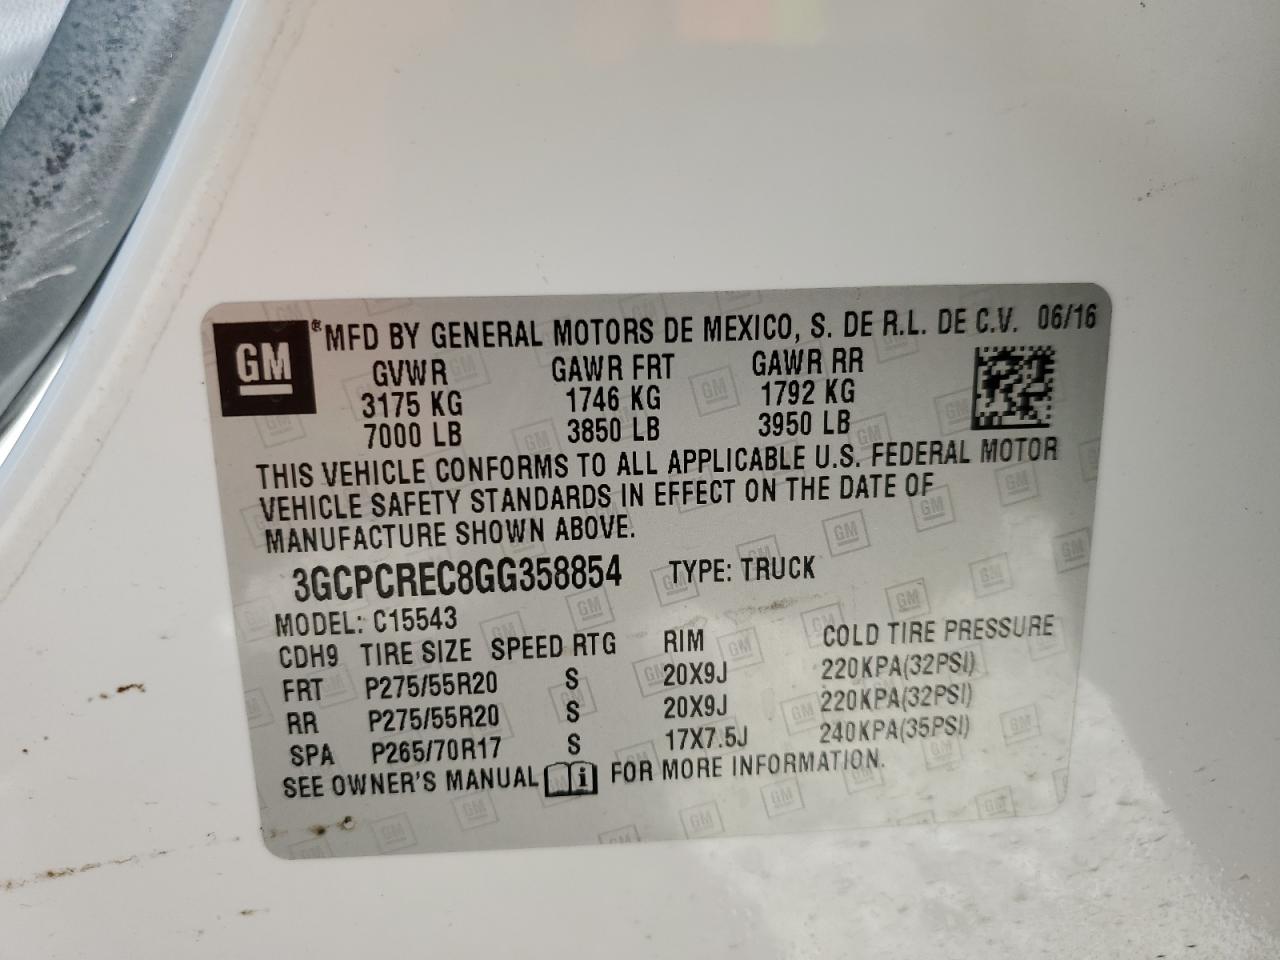 GM ® MFD BY GENERAL MOTORS DE MEXICO, S. DE R.L. DE C.V. 06/16
GVWR GAWR FRT GAWR RR
3175 KG 1746 KG 1792 KG
7000 LB 3850 LB 3950 LB
THIS VEHICLE CONFORMS TO ALL APPLICABLE U.S. FEDERAL MOTOR
VEHICLE SAFETY STANDARDS IN EFFECT ON THE DATE OF
MANUFACTURE SHOWN ABOVE.
3GCPCREC8GG358854 TYPE: TRUCK
MODEL: C15543
CDH9 TIRE SIZE SPEED RTG RIM COLD TIRE PRESSURE
FRT P275/55R20 S 20X9J 220KPA(32PSI)
RR P275/55R20 S 20X9J 220KPA(32PSI)
SPA P265/70R17 S 17X7.5J 240KPA(35PSI)
SEE OWNER'S MANUAL i FOR MORE INFORMATION.